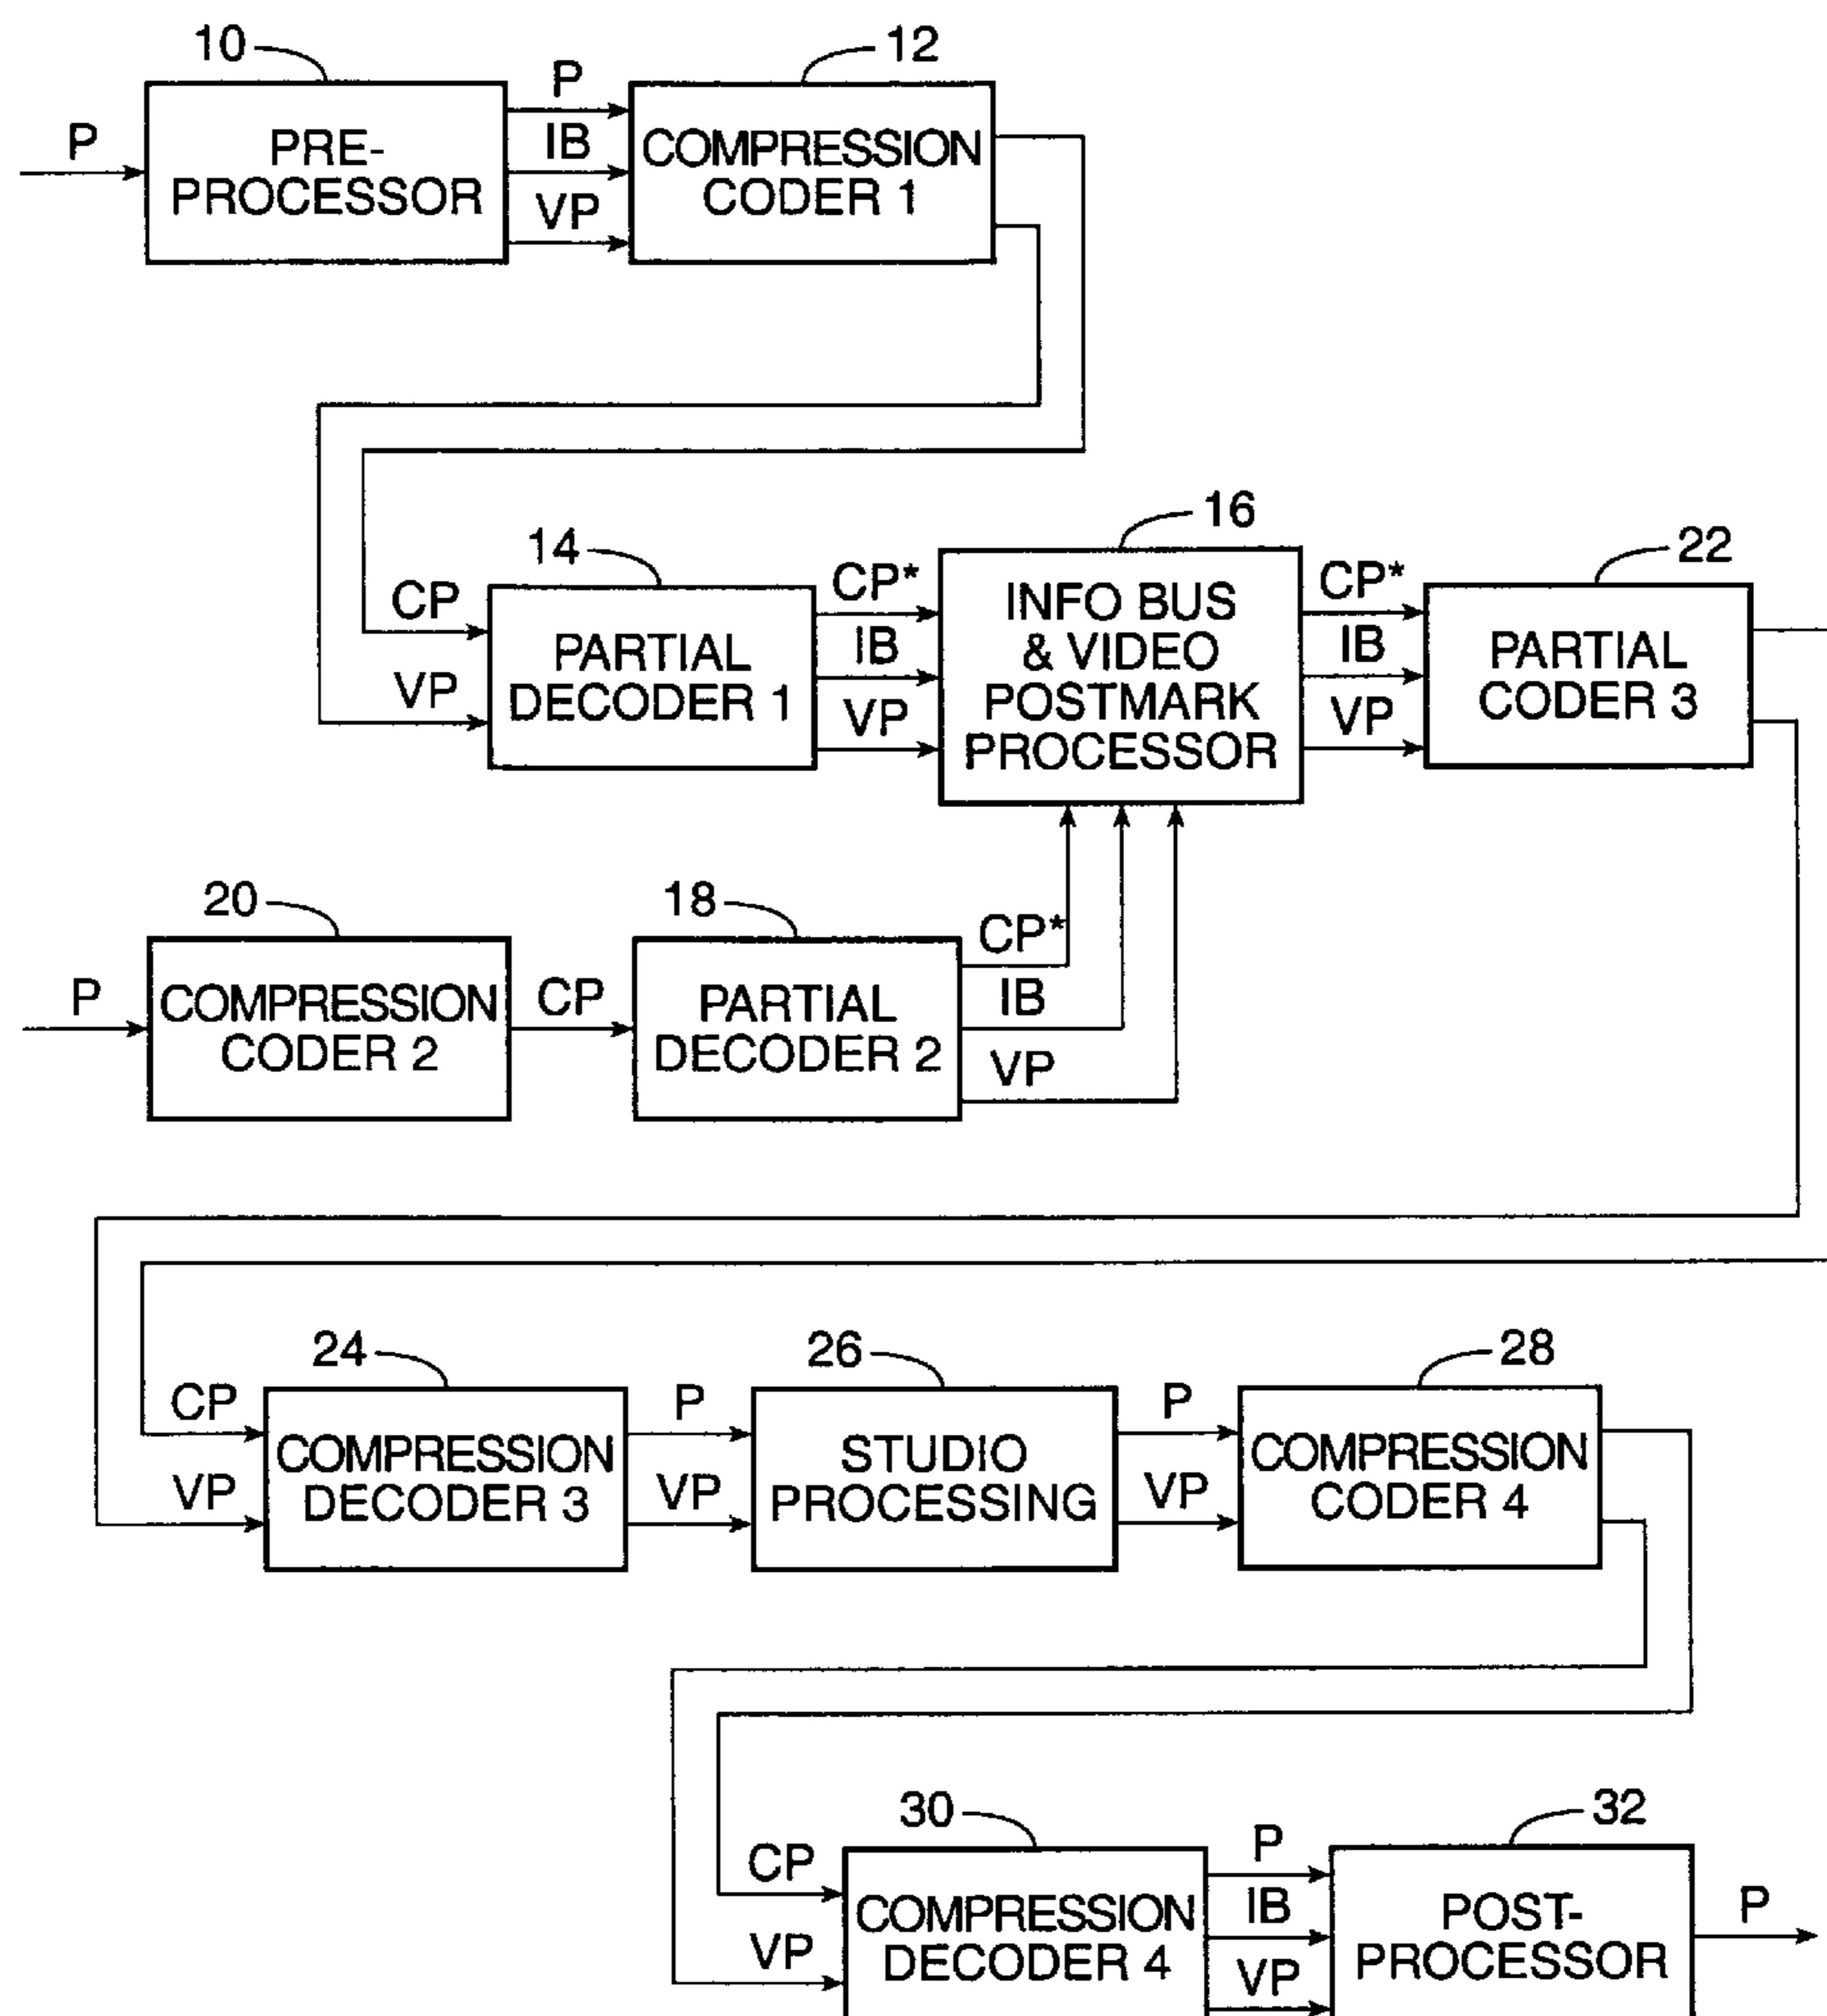 10
12
P
P
IB
VP
PRE-
PROCESSOR
COMPRESSION
CODER 1
14
16
22
CP
VP
PARTIAL
DECODER 1
CP*
IB
VP
INFO BUS
& VIDEO
POSTMARK
PROCESSOR
CP*
IB
VP
PARTIAL
CODER 3
20
18
P
COMPRESSION
CODER 2
CP
PARTIAL
DECODER 2
CP*
IB
VP
24
26
28
CP
VP
COMPRESSION
DECODER 3
P
VP
STUDIO
PROCESSING
P
VP
COMPRESSION
CODER 4
30
32
CP
VP
COMPRESSION
DECODER 4
P
IB
VP
POST-
PROCESSOR
P